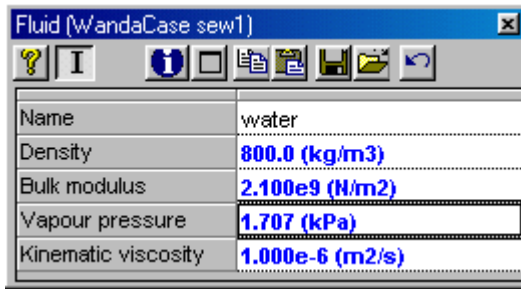 Fluid (WandaCase sew1)
Name water
Density 800.0 (kg/m3)
Bulk modulus 2.100e9 (N/m2)
Vapour pressure 1.707 (kPa)
Kinematic viscosity 1.000e-6 (m2/s)